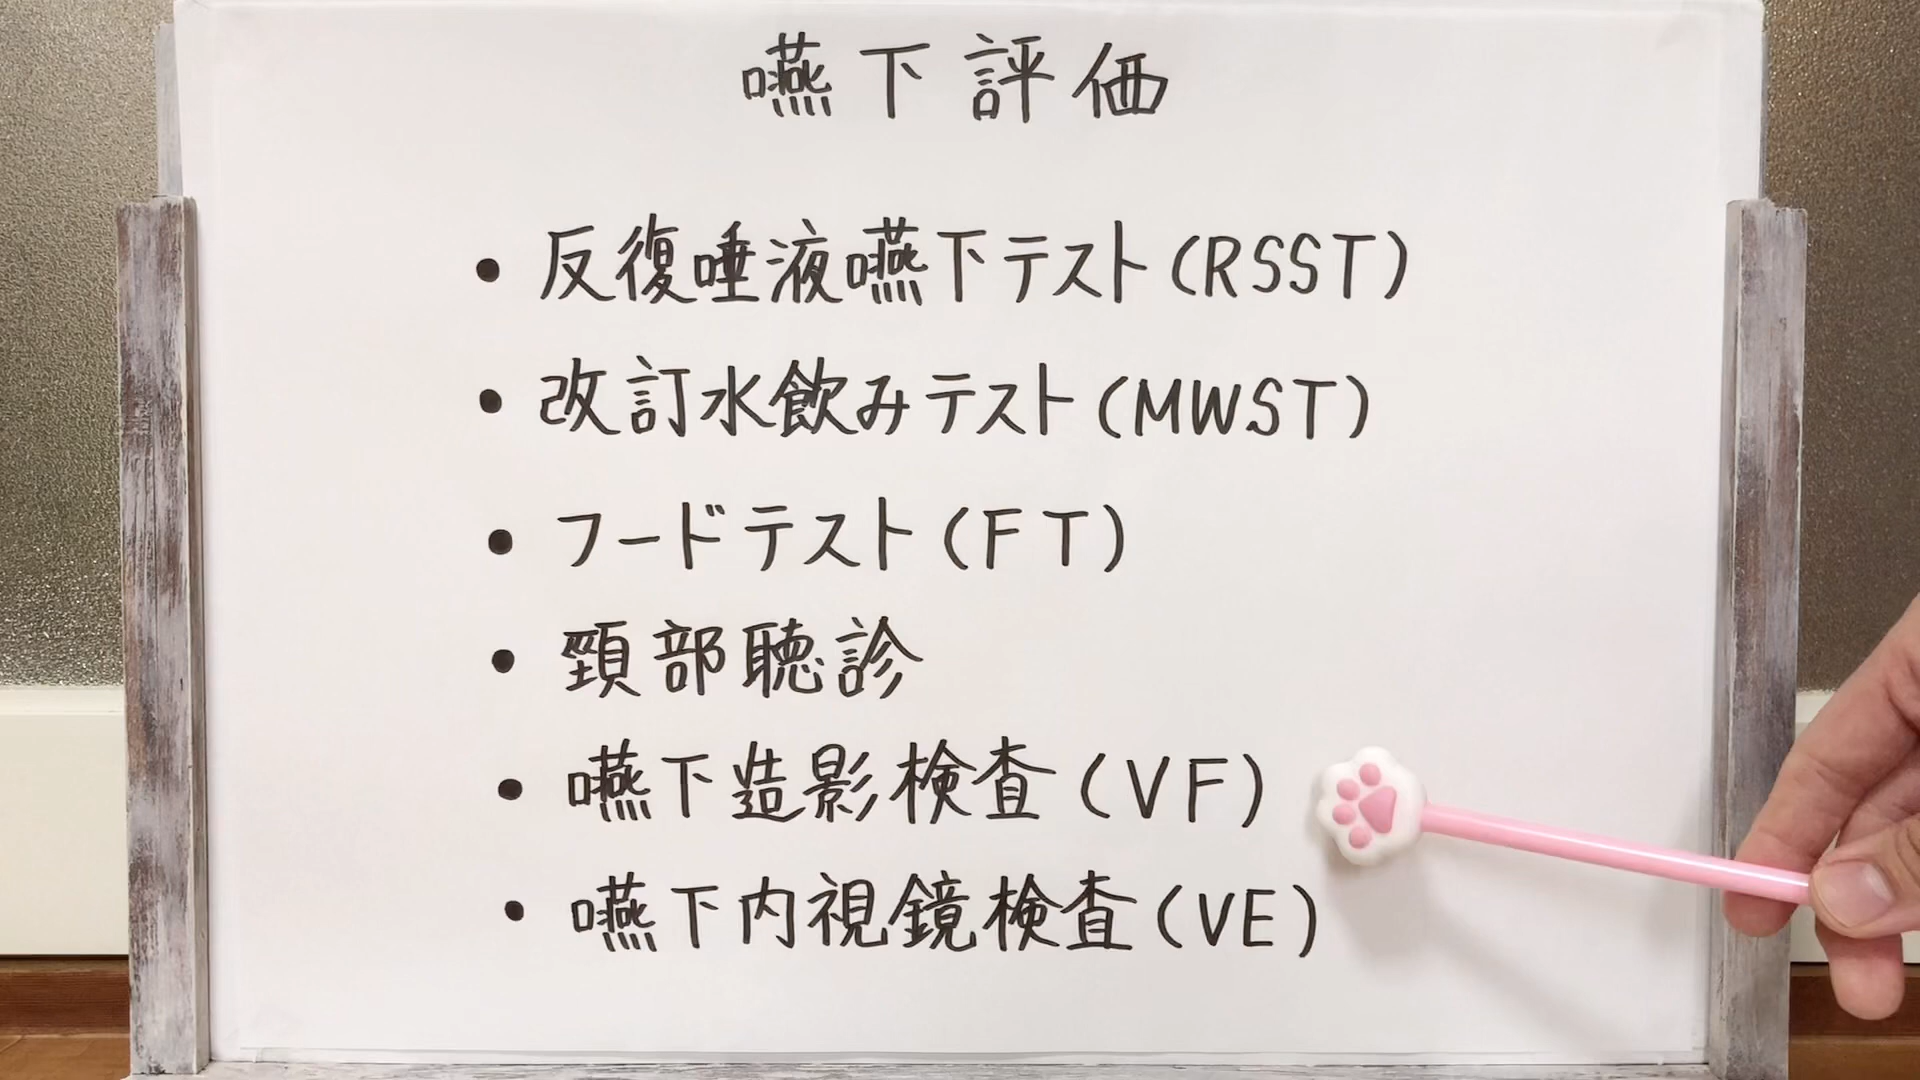 嚥下評価
• 反復唾液嚥下テスト(RSST)
• 改訂水飲みテスト(MWST)
• フードテスト(FT)
• 頸部聴診
• 嚥下造影検査(VF)
• 嚥下内視鏡検査(VE)